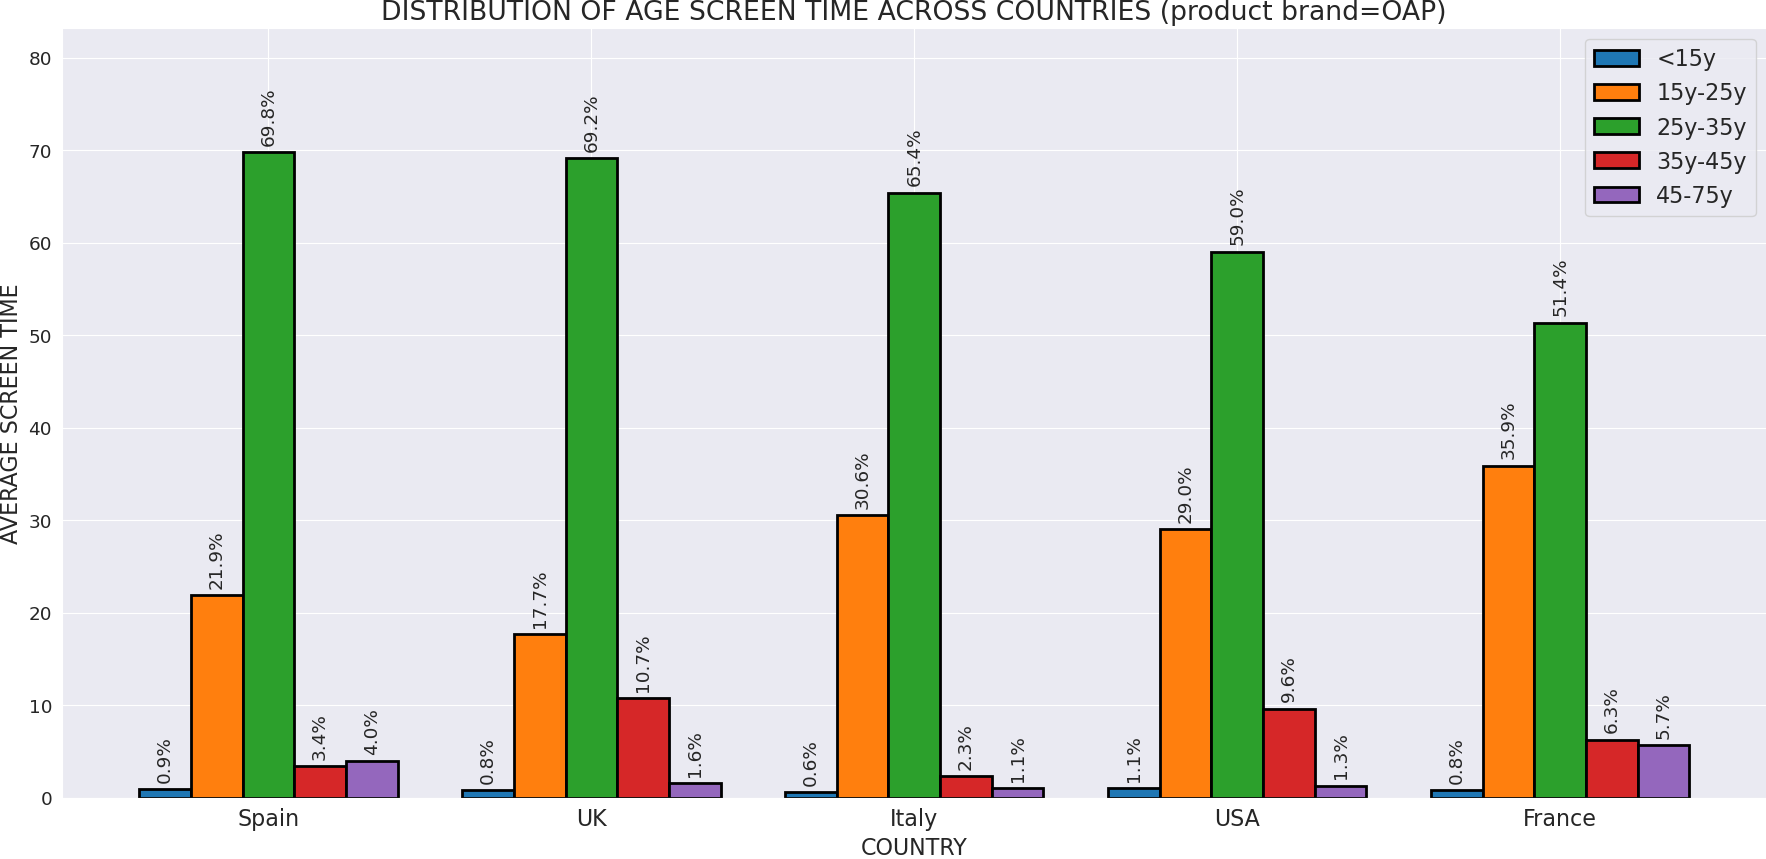 DISTRIBUTION OF AGE SCREEN TIME ACROSS COUNTRIES (product brand=OAP)
<15y
15y-25y
25y-35y
35y-45y
45-75y
AVERAGE SCREEN TIME
80
70
60
50
40
30
20
10
0
0.9%
21.9%
69.8%
3.4%
4.0%
0.8%
17.7%
69.2%
10.7%
1.6%
0.6%
30.6%
65.4%
2.3%
1.1%
1.1%
29.0%
59.0%
9.6%
1.3%
0.8%
35.9%
51.4%
6.3%
5.7%
Spain
UK
Italy
USA
France
COUNTRY